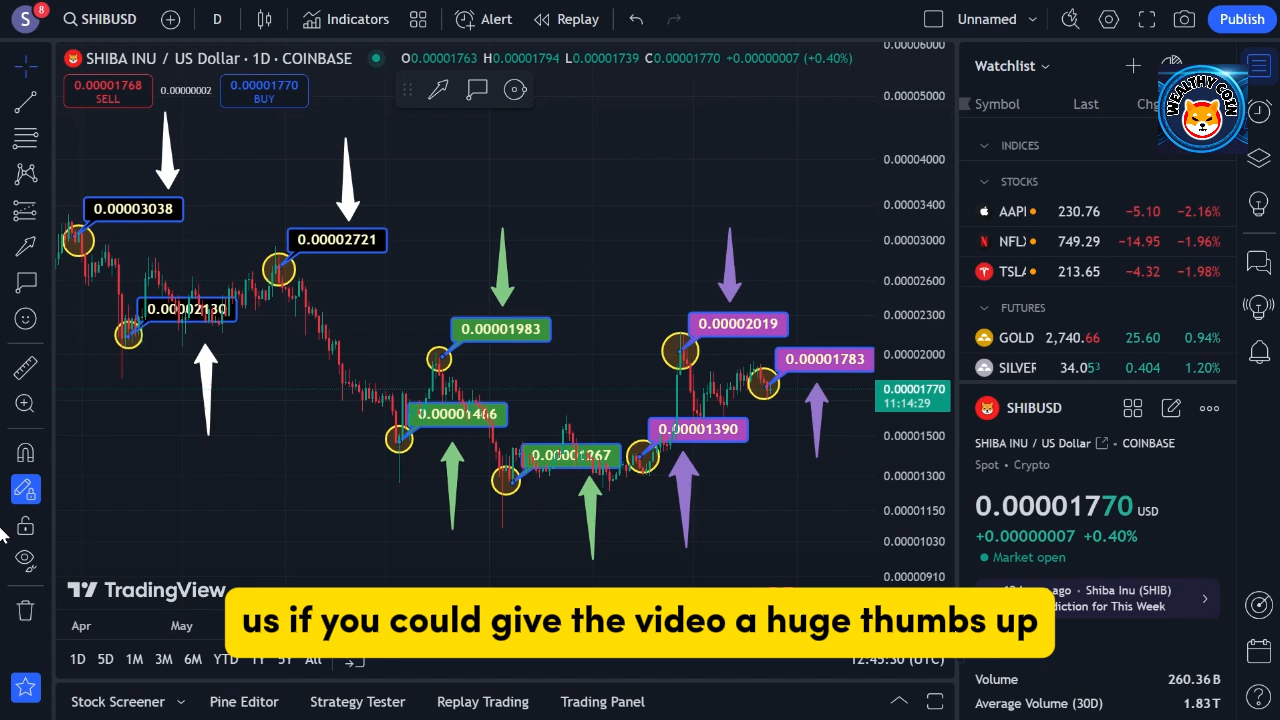 S
8
SHIBUSD
D
Indicators
Alert
Replay
Unnamed
Publish
SHIBA INU / US Dollar · 1D · COINBASE
O0.00001763 H0.00001794 L0.00001739 C0.00001770 +0.00000007 (+0.40%)
0.00001768
SELL
0.00000002
0.00001770
BUY
0.00003038
0.00002130
0.00002721
0.00001983
0.00001466
0.00001267
0.00002019
0.00001783
0.00001390
0.00006000
0.00005000
0.00004000
0.00003400
0.00003000
0.00002600
0.00002300
0.00002000
0.00001770
11:14:29
0.00001500
0.00001300
0.00001150
0.00001030
0.00000910
TradingView
Apr
May
us if you could give the video a huge thumbs up
1D 5D 1M 3M 6M YTD 1Y 5Y All
12:45:30 (UTC)
Stock Screener
Pine Editor
Strategy Tester
Replay Trading
Trading Panel
Watchlist
WEALTHY COIN
Symbol Last Chg
INDICES
STOCKS
AAPL 230.76 −5.10 −2.16%
NFLX 749.29 −14.95 −1.96%
TSLA 213.65 −4.32 −1.98%
FUTURES
GOLD 2,740.66 25.60 0.94%
SILVER 34.053 0.404 1.20%
SHIBUSD
SHIBA INU / US Dollar · COINBASE
Spot · Crypto
0.00001770 USD
+0.00000007 +0.40%
Market open
ago · Shiba Inu (SHIB)
diction for This Week
Volume 260.36B
Average Volume (30D) 1.83T